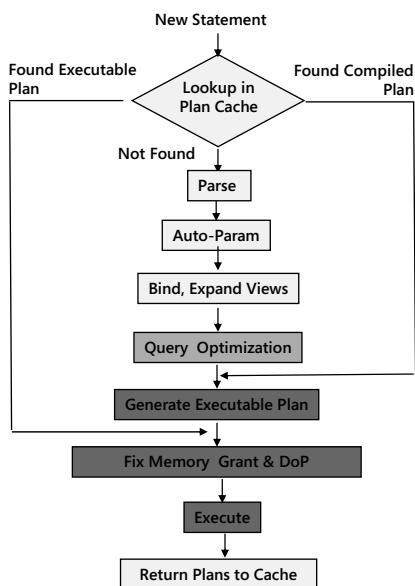 New Statement
Found Executable
Plan
Found Compiled
Plan
Lookup in
Plan Cache
Not Found
Parse
Auto-Param
Bind, Expand Views
Query Optimization
Generate Executable Plan
Fix Memory Grant & DoP
Execute
Return Plans to Cache